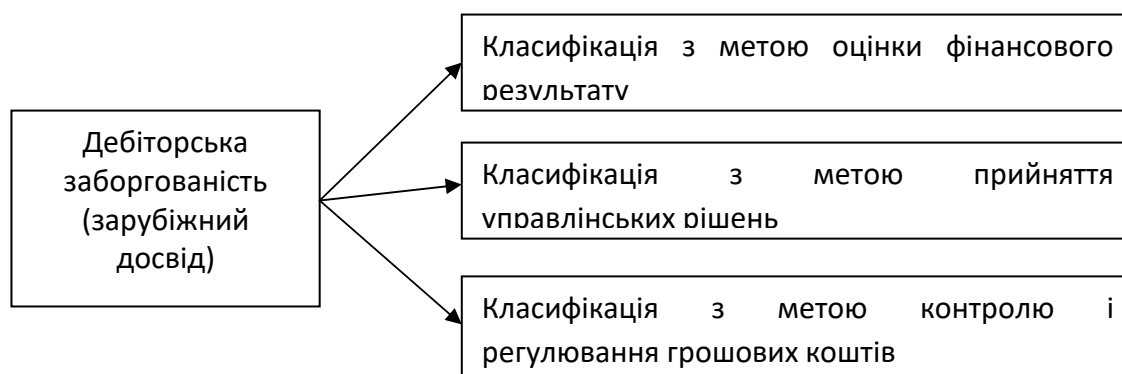 Дебіторська
заборгованість
(зарубіжний
досвід)
Класифікація з метою оцінки фінансового
результату
Класифікація з метою прийняття
управлінських рішень
Класифікація з метою контролю і
регулювання грошових коштів